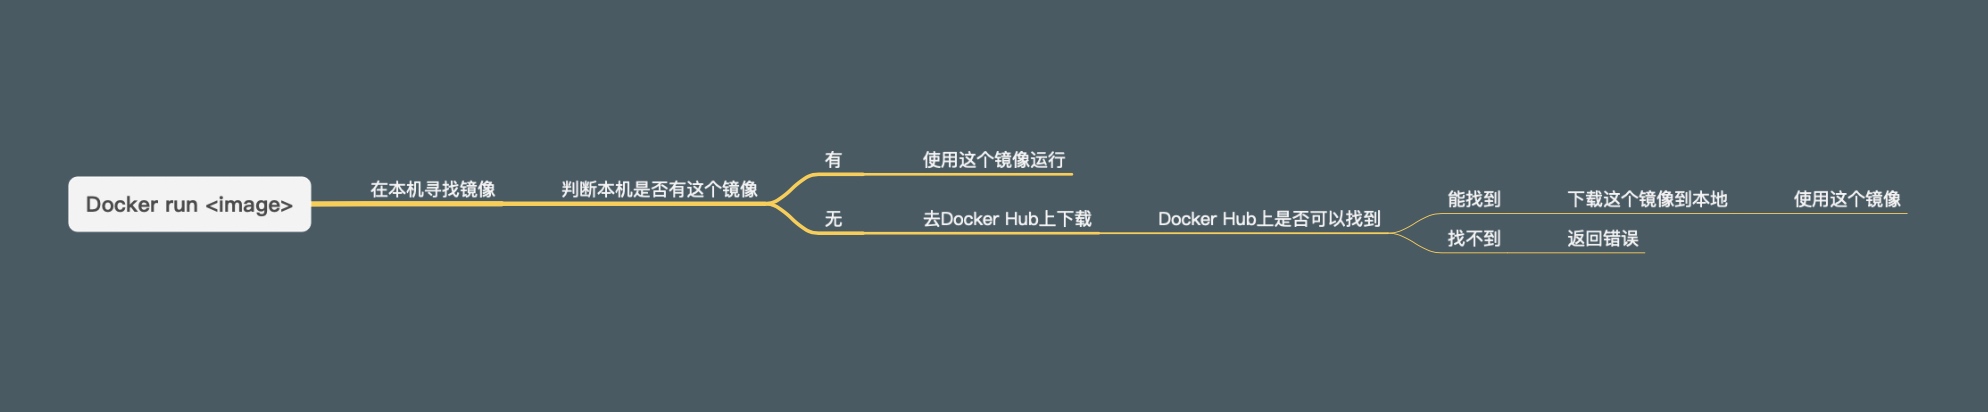 Docker run <image>
在本机寻找镜像
判断本机是否有这个镜像
有
使用这个镜像运行
无
去Docker Hub上下载
Docker Hub上是否可以找到
能找到
下载这个镜像到本地
使用这个镜像
找不到
返回错误